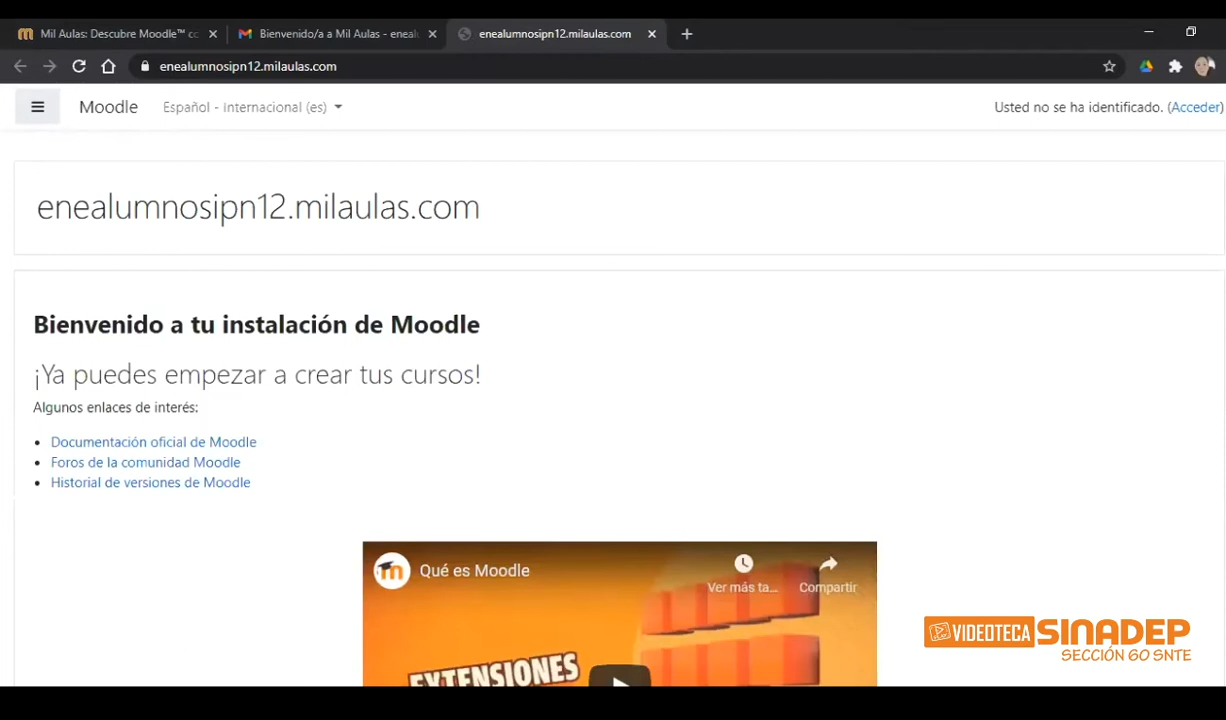 Mil Aulas: Descubre Moodle™ cc
Bienvenido/a a Mil Aulas - eneal
enealumnosipn12.milaulas.com
enealumnosipn12.milaulas.com
Moodle
Español - Internacional (es)
Usted no se ha identificado. (Acceder)
enealumnosipn12.milaulas.com
Bienvenido a tu instalación de Moodle
¡Ya puedes empezar a crear tus cursos!
Algunos enlaces de interés:
Documentación oficial de Moodle
Foros de la comunidad Moodle
Historial de versiones de Moodle
Qué es Moodle
Ver más ta...
Compartir
EXTENSIONES
VIDEOTECA SINADEP
SECCIÓN 60 SNTE